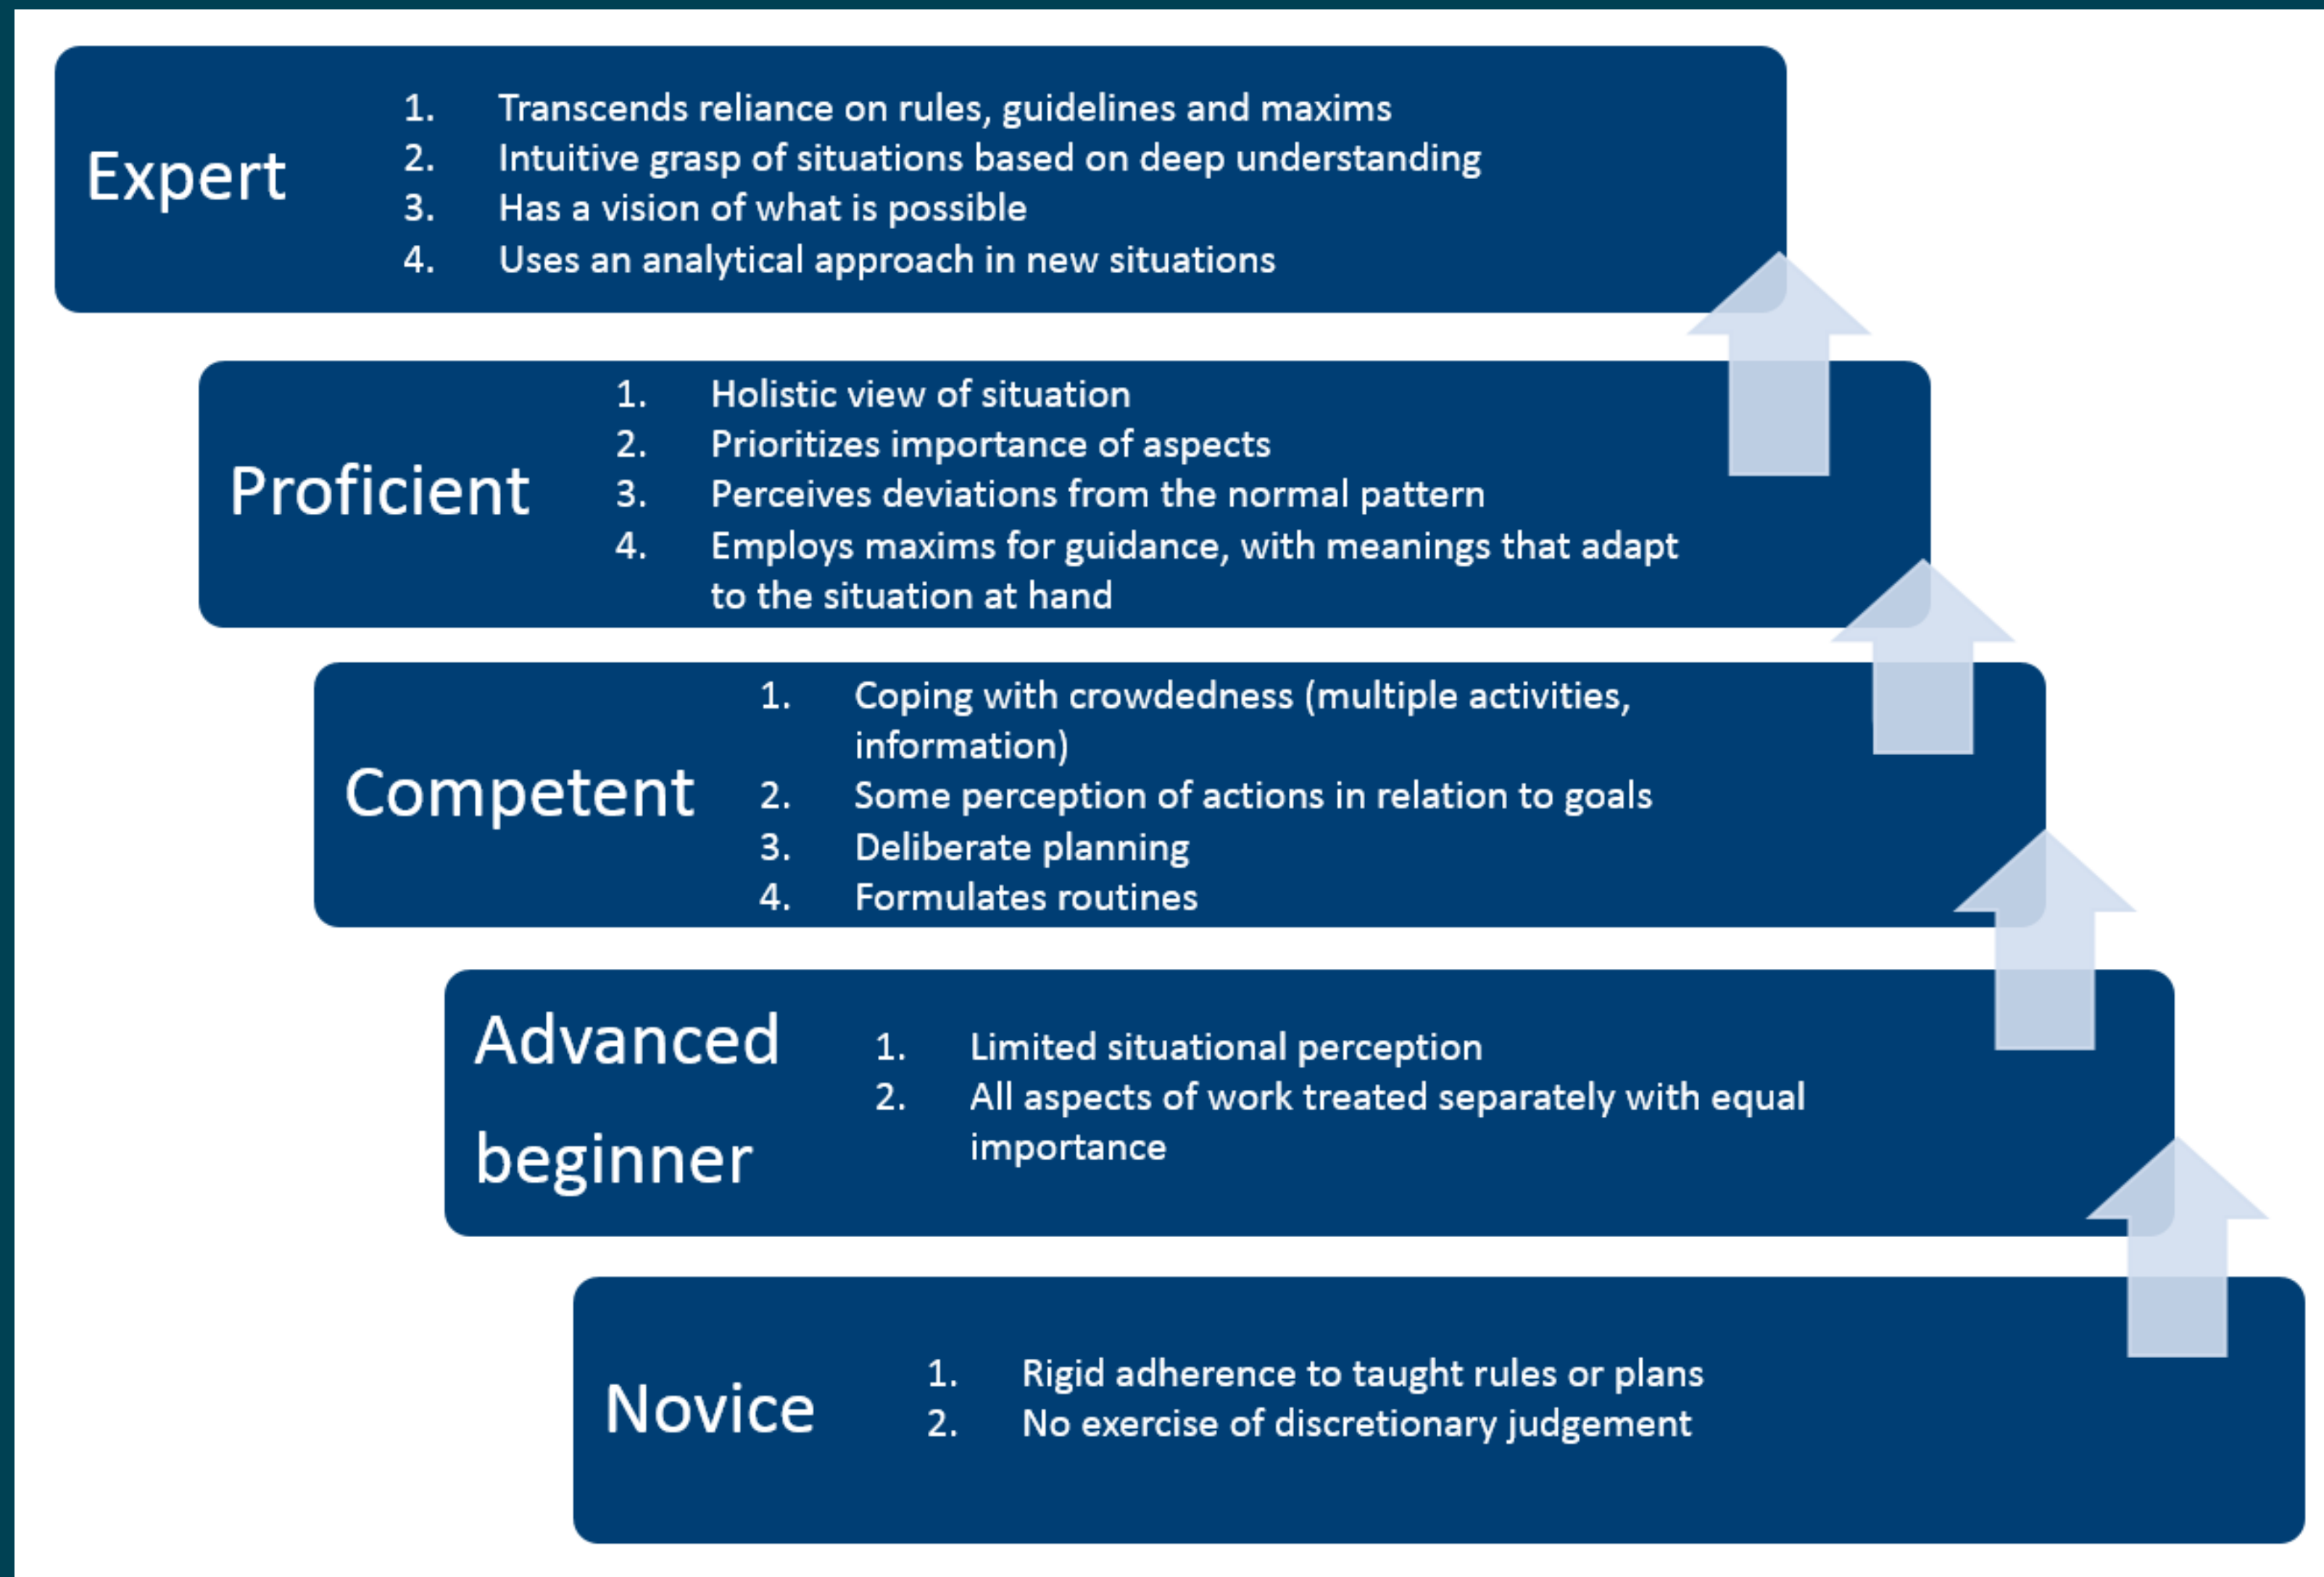 Expert
1. Transcends reliance on rules, guidelines and maxims
2. Intuitive grasp of situations based on deep understanding
3. Has a vision of what is possible
4. Uses an analytical approach in new situations
Proficient
1. Holistic view of situation
2. Prioritizes importance of aspects
3. Perceives deviations from the normal pattern
4. Employs maxims for guidance, with meanings that adapt
to the situation at hand
Competent
1. Coping with crowdedness (multiple activities,
information)
2. Some perception of actions in relation to goals
3. Deliberate planning
4. Formulates routines
Advanced
beginner
1. Limited situational perception
2. All aspects of work treated separately with equal
importance
Novice
1. Rigid adherence to taught rules or plans
2. No exercise of discretionary judgement